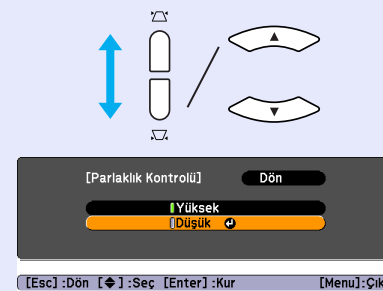 [Parlaklık Kontrolü] Dön
Yüksek
Düşük
[Esc] :Dön [◆] :Seç [Enter] :Kur [Menu]:Çık